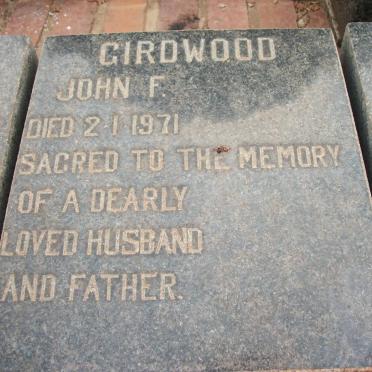 GIRDWOOD
JOHN F.
DIED 2-1-1971
SACRED TO THE MEMORY
OF A DEARLY
LOVED HUSBAND
AND FATHER.